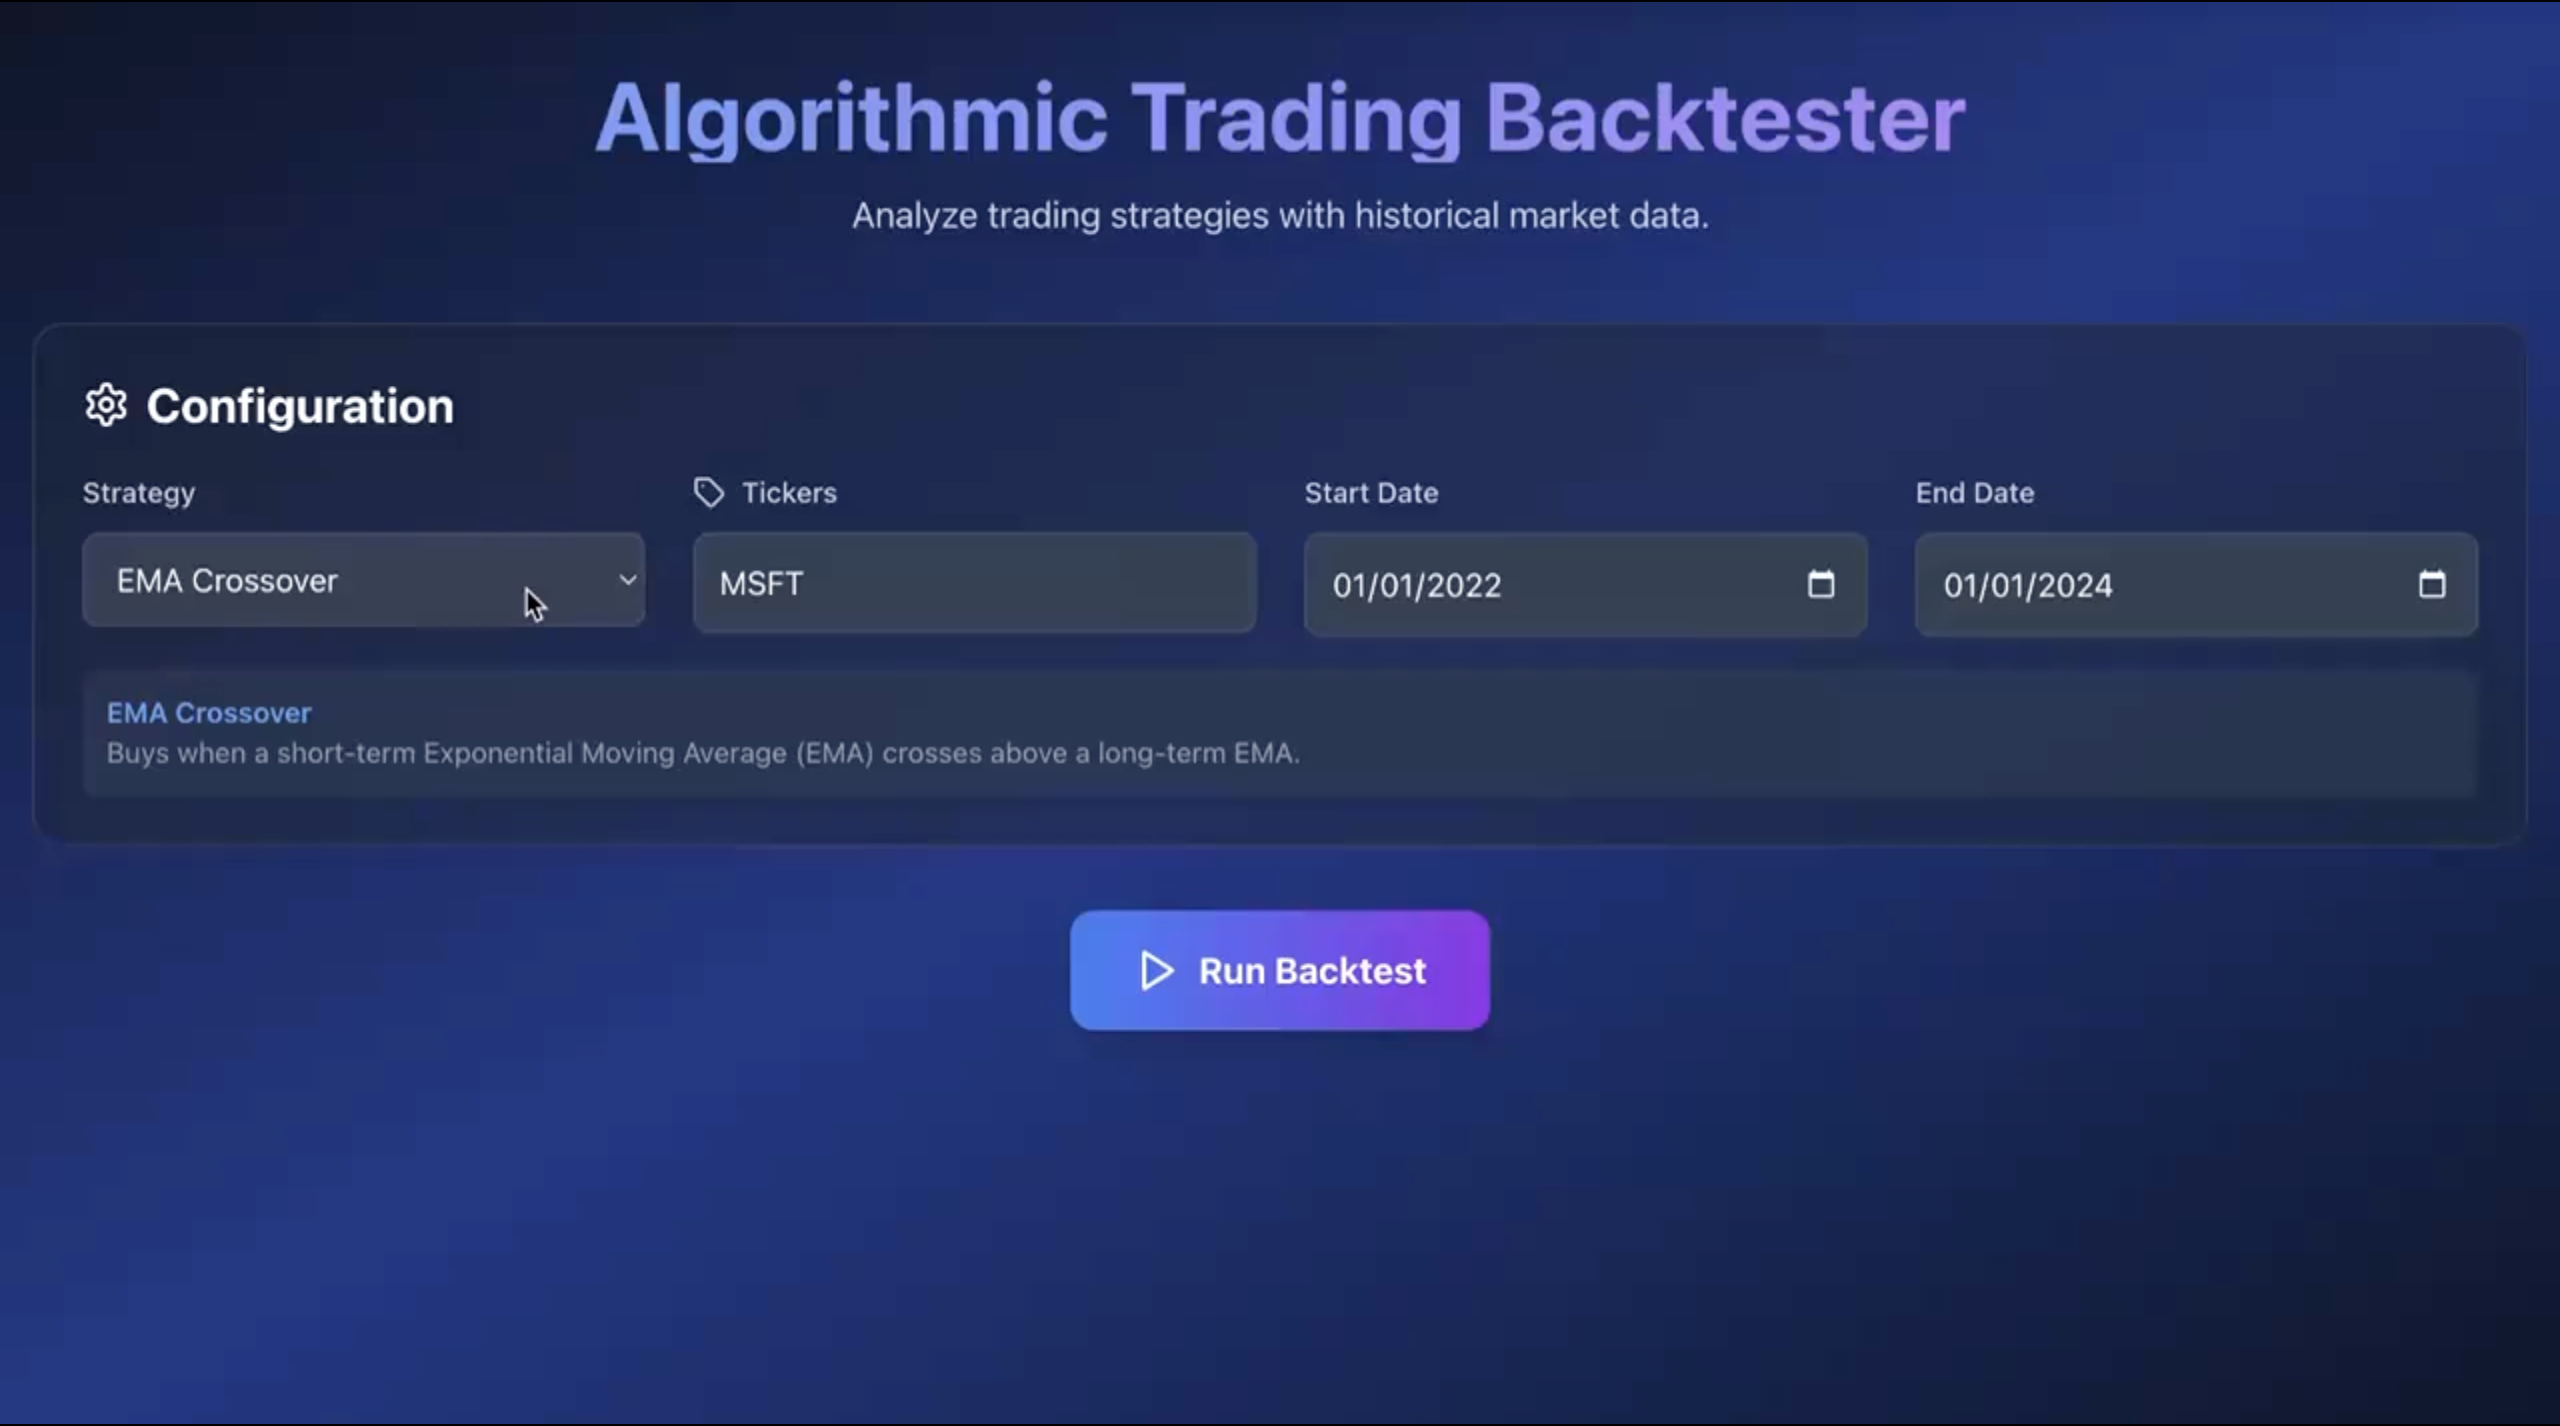 Algorithmic Trading Backtester
Analyze trading strategies with historical market data.
Configuration
Strategy
Tickers
Start Date
End Date
EMA Crossover
MSFT
01/01/2022
01/01/2024
EMA Crossover
Buys when a short-term Exponential Moving Average (EMA) crosses above a long-term EMA.
Run Backtest